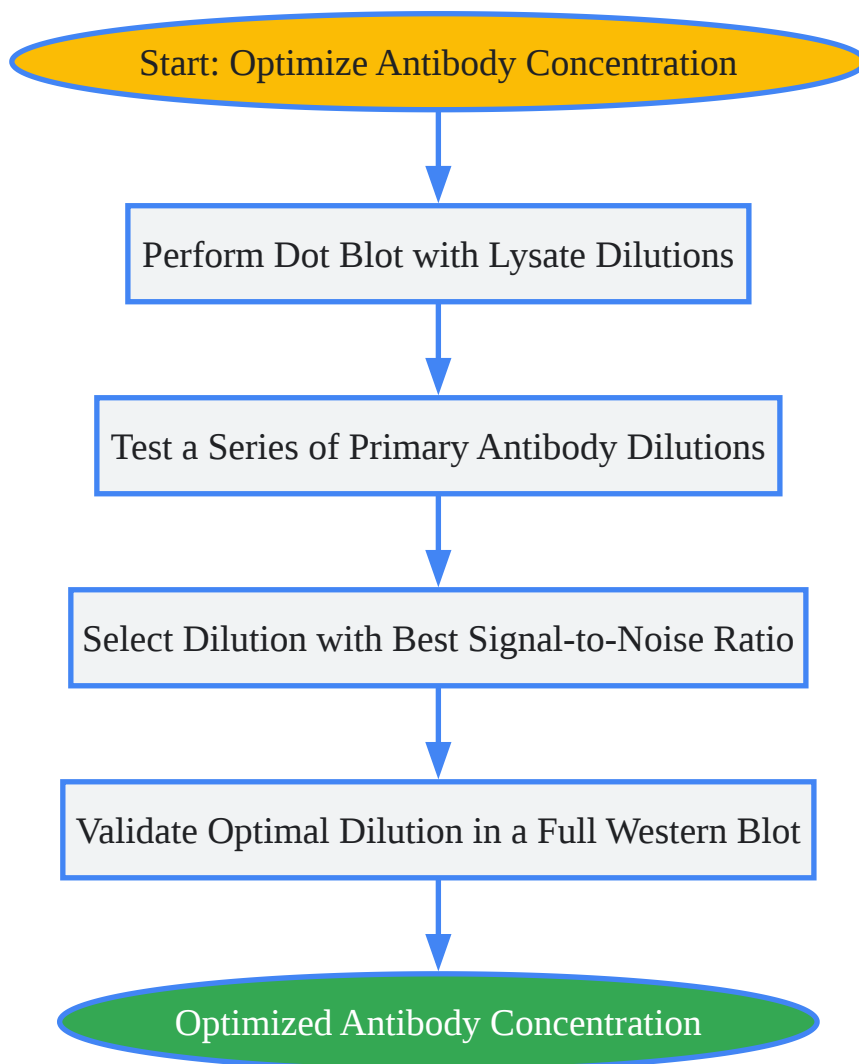 Start: Optimize Antibody Concentration
Perform Dot Blot with Lysate Dilutions
Test a Series of Primary Antibody Dilutions
Select Dilution with Best Signal-to-Noise Ratio
Validate Optimal Dilution in a Full Western Blot
Optimized Antibody Concentration